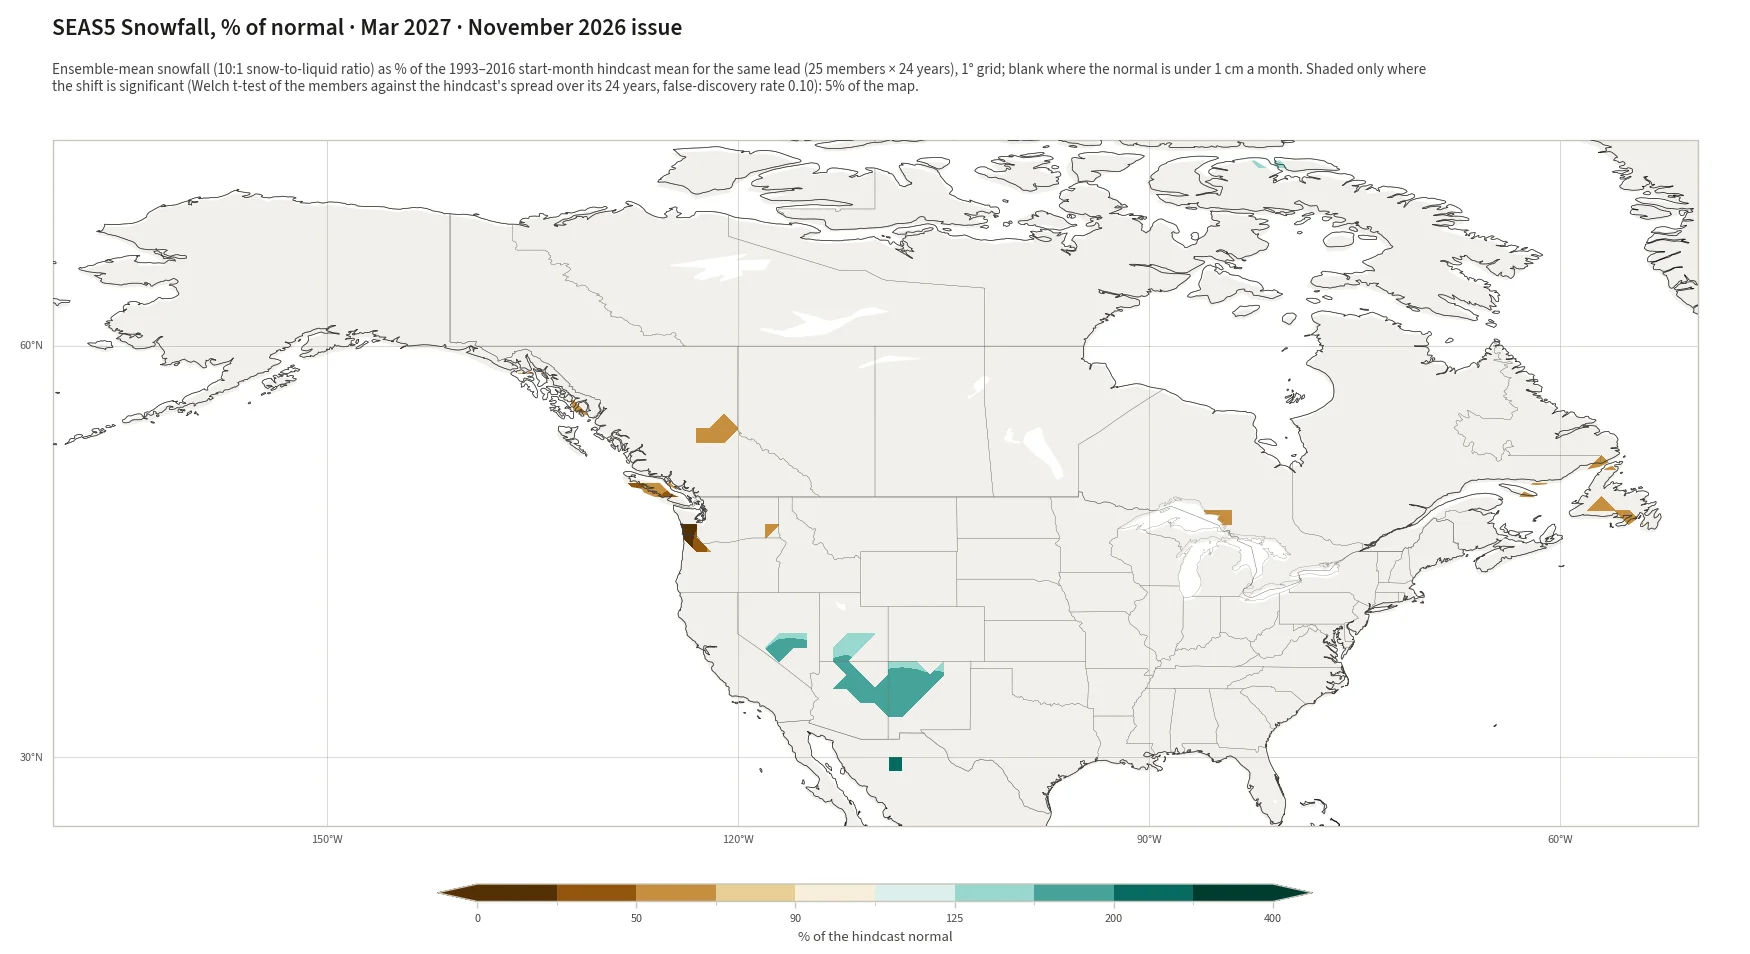 SEAS5 Snowfall, % of normal · Mar 2027 · November 2026 issue
Ensemble-mean snowfall (10:1 snow-to-liquid ratio) as % of the 1993–2016 start-month hindcast mean for the same lead (25 members × 24 years), 1° grid; blank where the normal is under 1 cm a month. Shaded only where
the shift is significant (Welch t-test of the members against the hindcast's spread over its 24 years, false-discovery rate 0.10): 5% of the map.
60°N
30°N
150°W 120°W 90°W 60°W
0 50 90 125 200 400
% of the hindcast normal